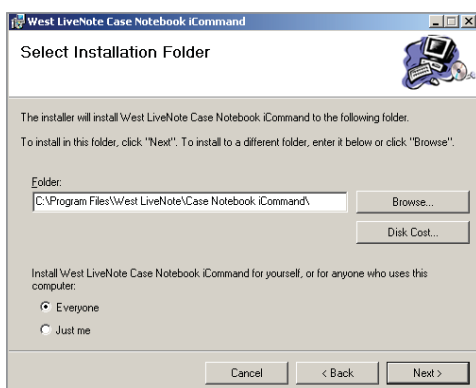 West LiveNote Case Notebook iCommand
Select Installation Folder
The installer will install West LiveNote Case Notebook iCommand to the following folder.
To install in this folder, click "Next". To install to a different folder, enter it below or click "Browse".
Folder:
C:\Program Files\West LiveNote\Case Notebook iCommand\
Browse...
Disk Cost...
Install West LiveNote Case Notebook iCommand for yourself, or for anyone who uses this
computer:
Everyone
Just me
Cancel
< Back
Next >